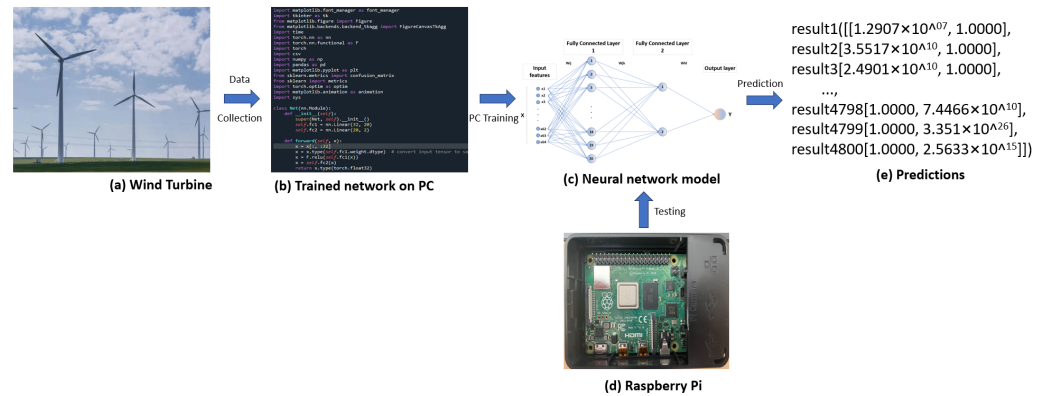 Data
Collection
(a) Wind Turbine
import matplotlib.font_manager as font_manager
import tkinter as tk
from matplotlib.figure import Figure
from matplotlib.backends.backend_tkagg import FigureCanvasTkAgg
import time
import torch.nn as nn
import torch.nn.functional as F
import torch
import csv
import numpy as np
import pandas as pd
import matplotlib.pyplot as plt
from sklearn.metrics import confusion_matrix
from sklearn import metrics
import torch.optim as optim
import matplotlib.animation as animation
import sys
class Net(nn.Module):
def __init__(self):
super(Net, self).__init__()
self.fc1 = nn.Linear(32, 20)
self.fc2 = nn.Linear(20, 2)
def forward(self, x):
x = x[:, :32]
x = x.type(self.fc1.weight.dtype) # convert input tensor to sa
x = F.relu(self.fc1(x))
x = self.fc2(x)
return x.type(torch.float32)
(b) Trained network on PC
PC Training
Fully Connected Layer
1
Fully Connected Layer
2
Input
features
Output layer
X
Y
(c) Neural network model
Testing
(d) Raspberry Pi
HDMI
Prediction
result1([[1.2907×10^07, 1.0000],
result2[3.5517×10^10, 1.0000],
result3[2.4901×10^10, 1.0000],
...,
result4798[1.0000, 7.4466×10^10],
result4799[1.0000, 3.351×10^26],
result4800[1.0000, 2.5633×10^15]])
(e) Predictions